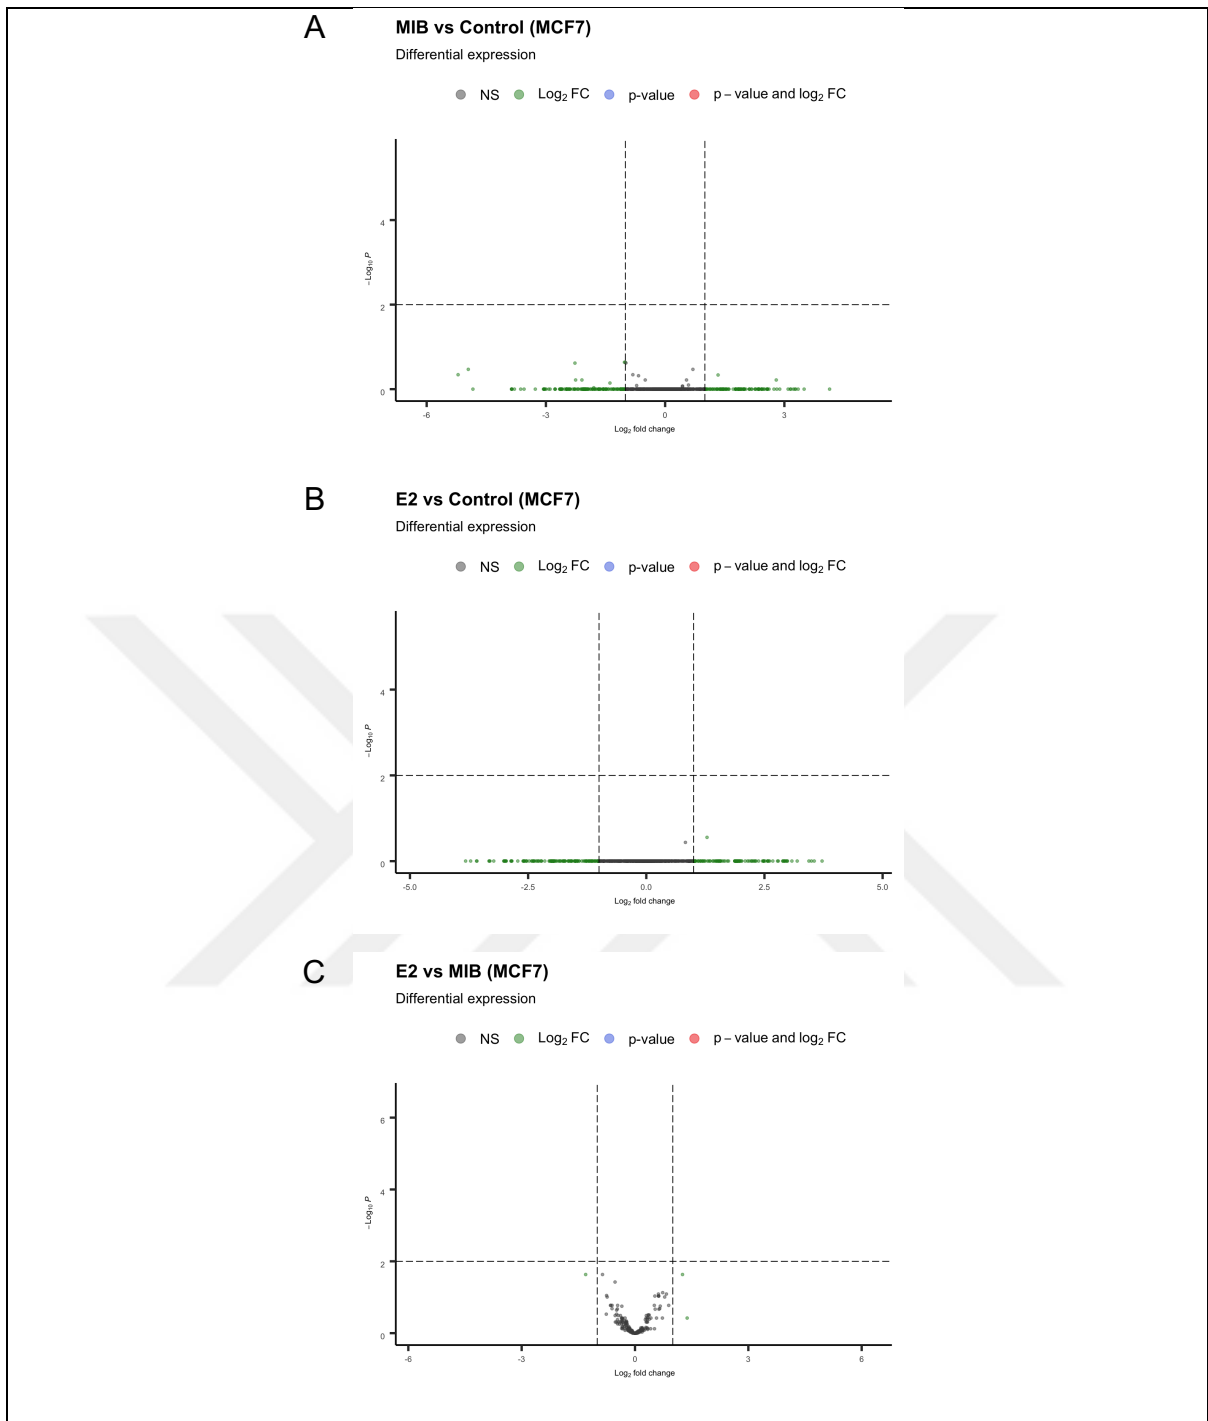 A
MIB vs Control (MCF7)
Differential expression
NS Log₂ FC p-value p – value and log₂ FC
4
2
0
– Log₁₀ P
-6 -3 0 3
Log₂ fold change
B
E2 vs Control (MCF7)
Differential expression
NS Log₂ FC p-value p – value and log₂ FC
4
2
0
– Log₁₀ P
-5.0 -2.5 0.0 2.5 5.0
Log₂ fold change
C
E2 vs MIB (MCF7)
Differential expression
NS Log₂ FC p-value p – value and log₂ FC
6
4
2
0
– Log₁₀ P
-6 -3 0 3 6
Log₂ fold change